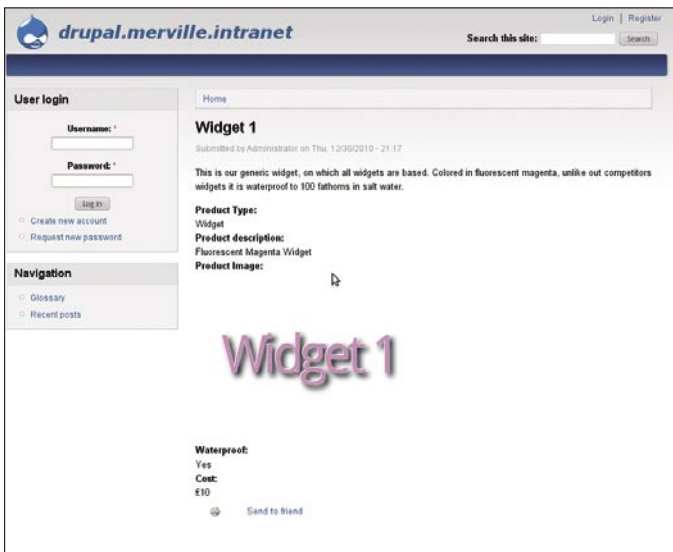 Login | Register
drupal.merville.intranet
Search this site:
Search
User login
Username: *
Password: *
Log in
Create new account
Request new password
Navigation
Glossary
Recent posts
Home
Widget 1
Submitted by Administrator on Thu, 12/30/2010 - 21:17
This is our generic widget, on which all widgets are based. Colored in fluorescent magenta, unlike out competitors
widgets it is waterproof to 100 fathoms in salt water.
Product Type:
Widget
Product description:
Fluorescent Magenta Widget
Product Image:
Widget 1
Waterproof:
Yes
Cost:
£10
Send to friend